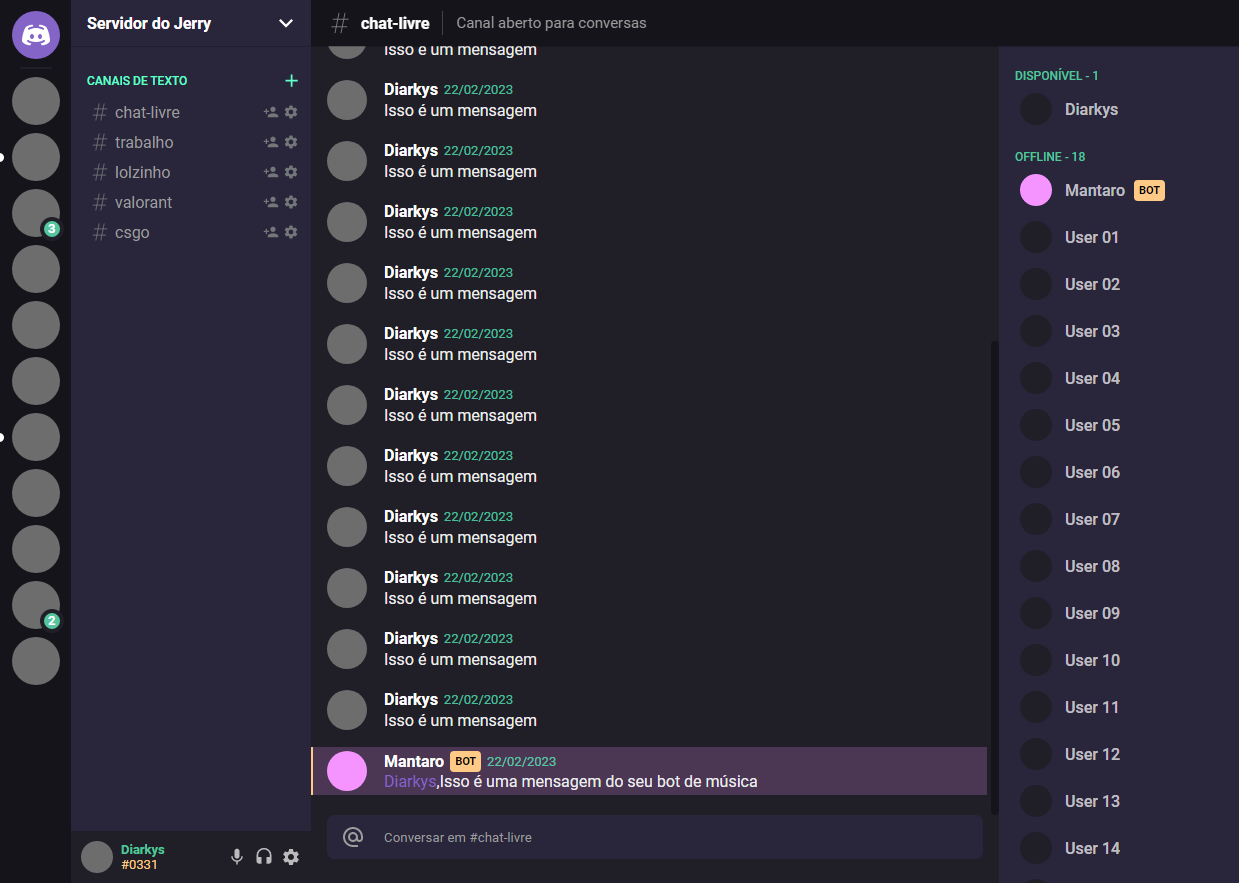 Servidor do Jerry
CANAIS DE TEXTO
# chat-livre
# trabalho
# lolzinho
# valorant
# csgo
3
2
Diarkys
#0331
# chat-livre
Canal aberto para conversas
Isso é um mensagem
Diarkys 22/02/2023
Isso é um mensagem
Diarkys 22/02/2023
Isso é um mensagem
Diarkys 22/02/2023
Isso é um mensagem
Diarkys 22/02/2023
Isso é um mensagem
Diarkys 22/02/2023
Isso é um mensagem
Diarkys 22/02/2023
Isso é um mensagem
Diarkys 22/02/2023
Isso é um mensagem
Diarkys 22/02/2023
Isso é um mensagem
Diarkys 22/02/2023
Isso é um mensagem
Diarkys 22/02/2023
Isso é um mensagem
Diarkys 22/02/2023
Isso é um mensagem
Mantaro BOT 22/02/2023
Diarkys,Isso é uma mensagem do seu bot de música
@ Conversar em #chat-livre
DISPONÍVEL - 1
Diarkys
OFFLINE - 18
Mantaro BOT
User 01
User 02
User 03
User 04
User 05
User 06
User 07
User 08
User 09
User 10
User 11
User 12
User 13
User 14